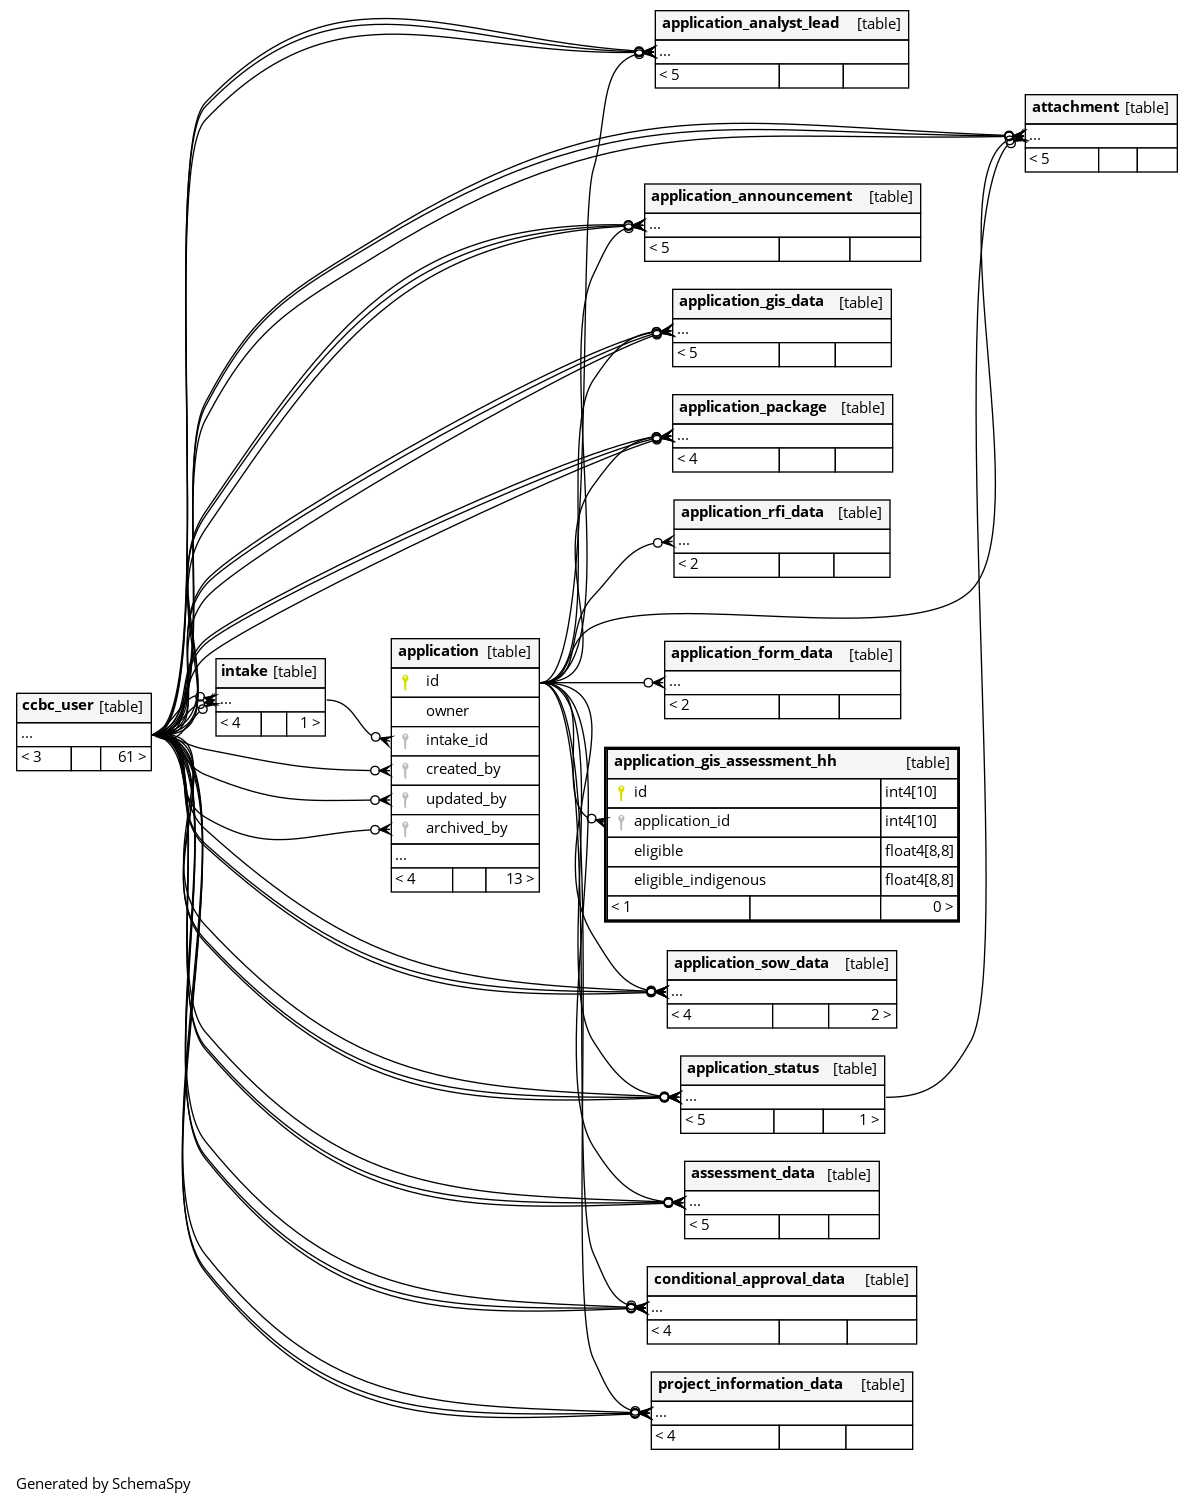 application_analyst_lead [table]
...
< 5
attachment [table]
...
< 5
application_announcement [table]
...
< 5
application_gis_data [table]
...
< 5
application_package [table]
...
< 4
application_rfi_data [table]
...
< 2
ccbc_user [table]
...
< 3 61 >
intake [table]
...
< 4 1 >
application [table]
id
owner
intake_id
created_by
updated_by
archived_by
...
< 4 13 >
application_form_data [table]
...
< 2
application_gis_assessment_hh [table]
id int4[10]
application_id int4[10]
eligible float4[8,8]
eligible_indigenous float4[8,8]
< 1 0 >
application_sow_data [table]
...
< 4 2 >
application_status [table]
...
< 5 1 >
assessment_data [table]
...
< 5
conditional_approval_data [table]
...
< 4
project_information_data [table]
...
< 4
Generated by SchemaSpy